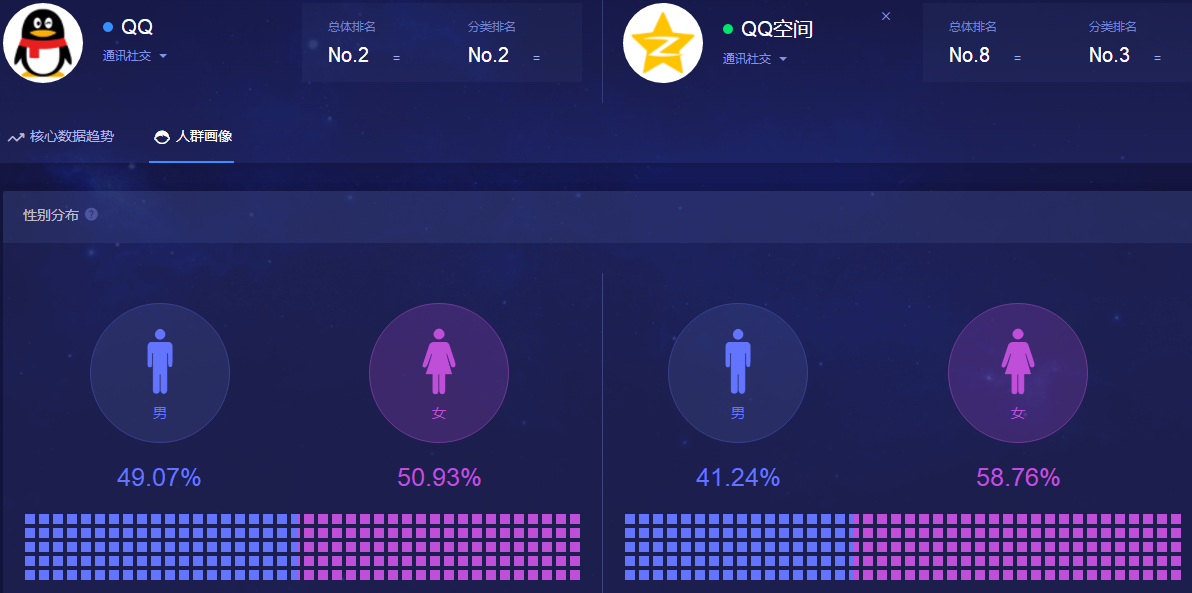 QQ
通讯社交
总体排名
分类排名
No.2 =
No.2 =
QQ空间
通讯社交
×
总体排名
分类排名
No.8 =
No.3 =
核心数据趋势
人群画像
性别分布 ?
男
女
男
女
49.07%
50.93%
41.24%
58.76%